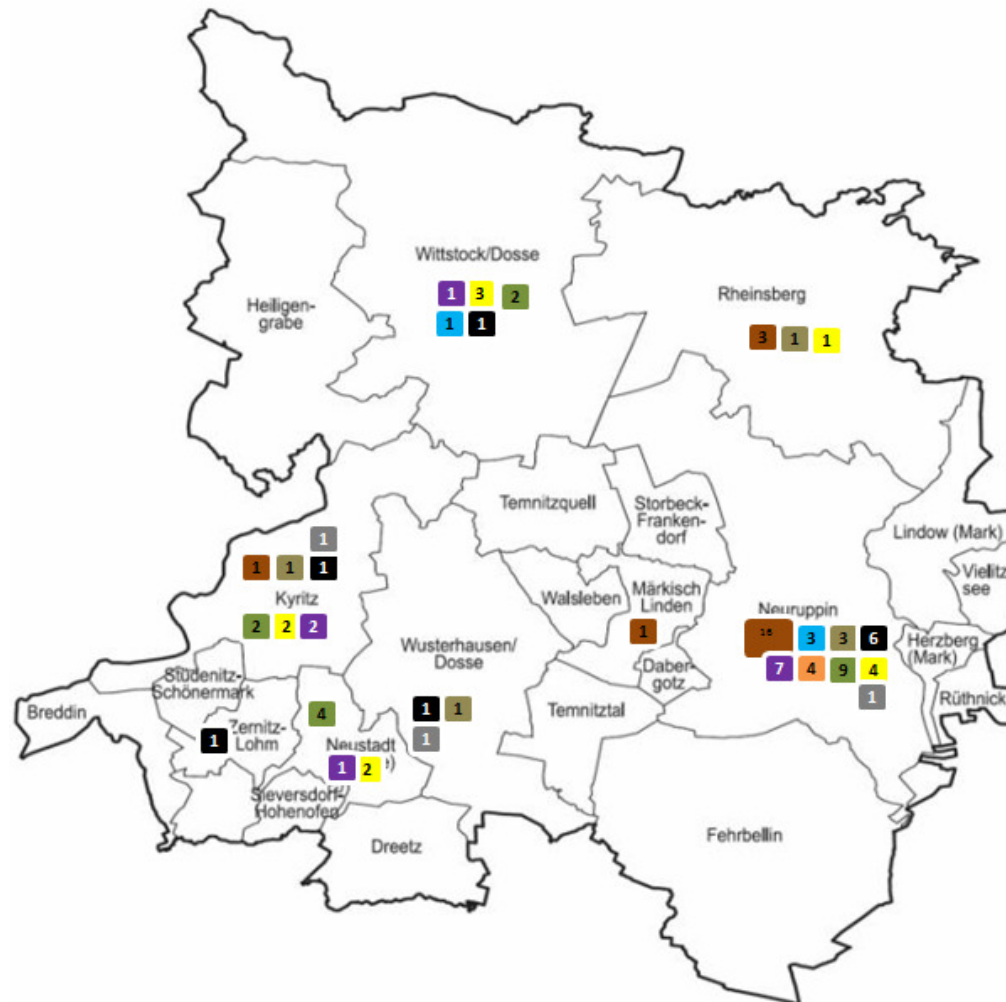 Wittstock/Dosse
1 3 2
1 1
Heiligen-
grabe
Rheinsberg
3 1 1
Temnitzquell
Storbeck-
Franken-
dorf
Lindow (Mark)
Vielitz
see
1
1 1 1
Kyritz
2 2 2
Walsleben
Märkisch
Linden
1
Daber-
gotz
Neuruppin
3 3 6
7 4 9 4
1
Herzberg
(Mark)
Rüthnick
Wusterhausen/
Dosse
1 1
1
Temnitztal
Studenitz-
Schönermark
Breddin
Zernitz-
Lohm
1
4
Neustadt
1 2
Sieversdorf-
Hohenofen
Dreetz
Fehrbellin